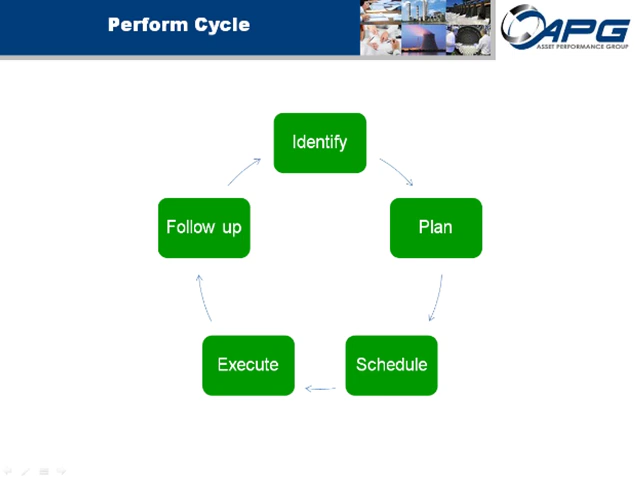 Perform Cycle
APG
ASSET PERFORMANCE GROUP
Identify
Follow up
Plan
Execute
Schedule